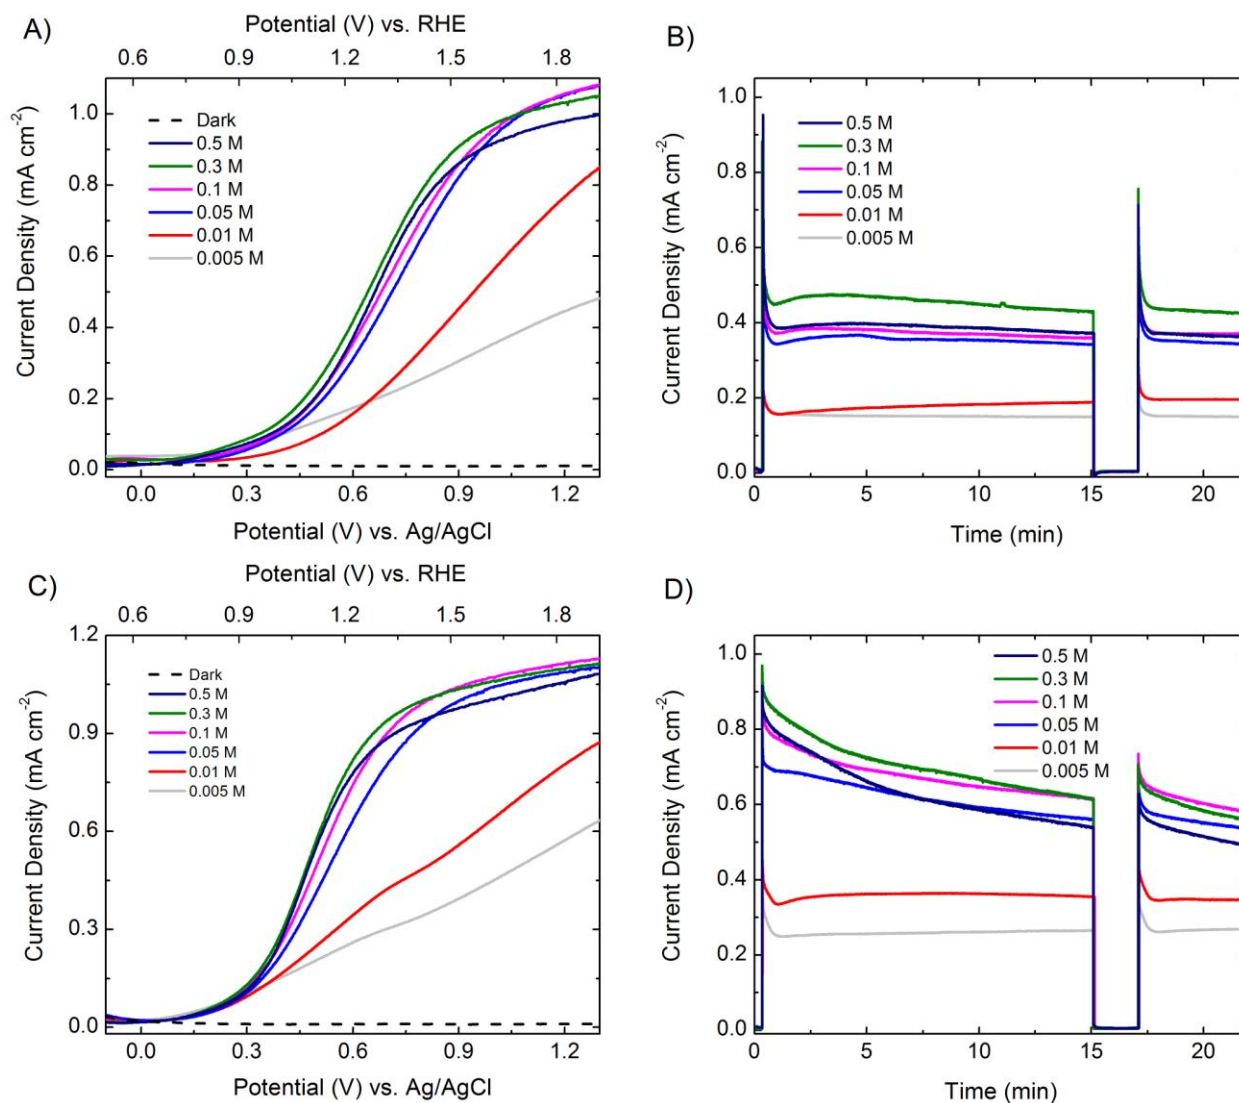 A)
Potential (V) vs. RHE
0.6 0.9 1.2 1.5 1.8
Current Density (mA cm-2)
1.0
0.8
0.6
0.4
0.2
0.0
Dark
0.5 M
0.3 M
0.1 M
0.05 M
0.01 M
0.005 M
0.0 0.3 0.6 0.9 1.2
Potential (V) vs. Ag/AgCl
B)
Current Density (mA cm-2)
1.0
0.8
0.6
0.4
0.2
0.0
0.5 M
0.3 M
0.1 M
0.05 M
0.01 M
0.005 M
0 5 10 15 20
Time (min)
C)
Potential (V) vs. RHE
0.6 0.9 1.2 1.5 1.8
Current Density (mA cm-2)
1.2
0.9
0.6
0.3
0.0
Dark
0.5 M
0.3 M
0.1 M
0.05 M
0.01 M
0.005 M
0.0 0.3 0.6 0.9 1.2
Potential (V) vs. Ag/AgCl
D)
Current Density (mA cm-2)
1.0
0.8
0.6
0.4
0.2
0.0
0.5 M
0.3 M
0.1 M
0.05 M
0.01 M
0.005 M
0 5 10 15 20
Time (min)